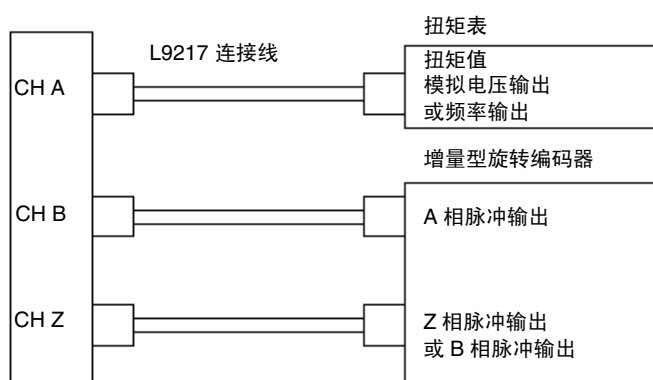 扭矩表
L9217 连接线
扭矩值
CH A
模拟电压输出
或频率输出
增量型旋转编码器
CH B
A 相脉冲输出
CH Z
Z 相脉冲输出
或 B 相脉冲输出